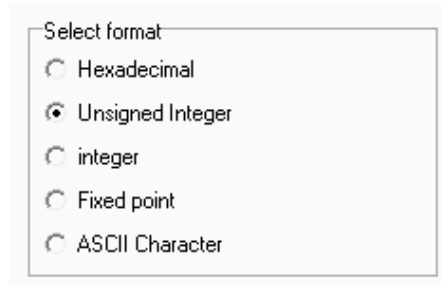 Select format
Hexadecimal
Unsigned Integer
integer
Fixed point
ASCII Character